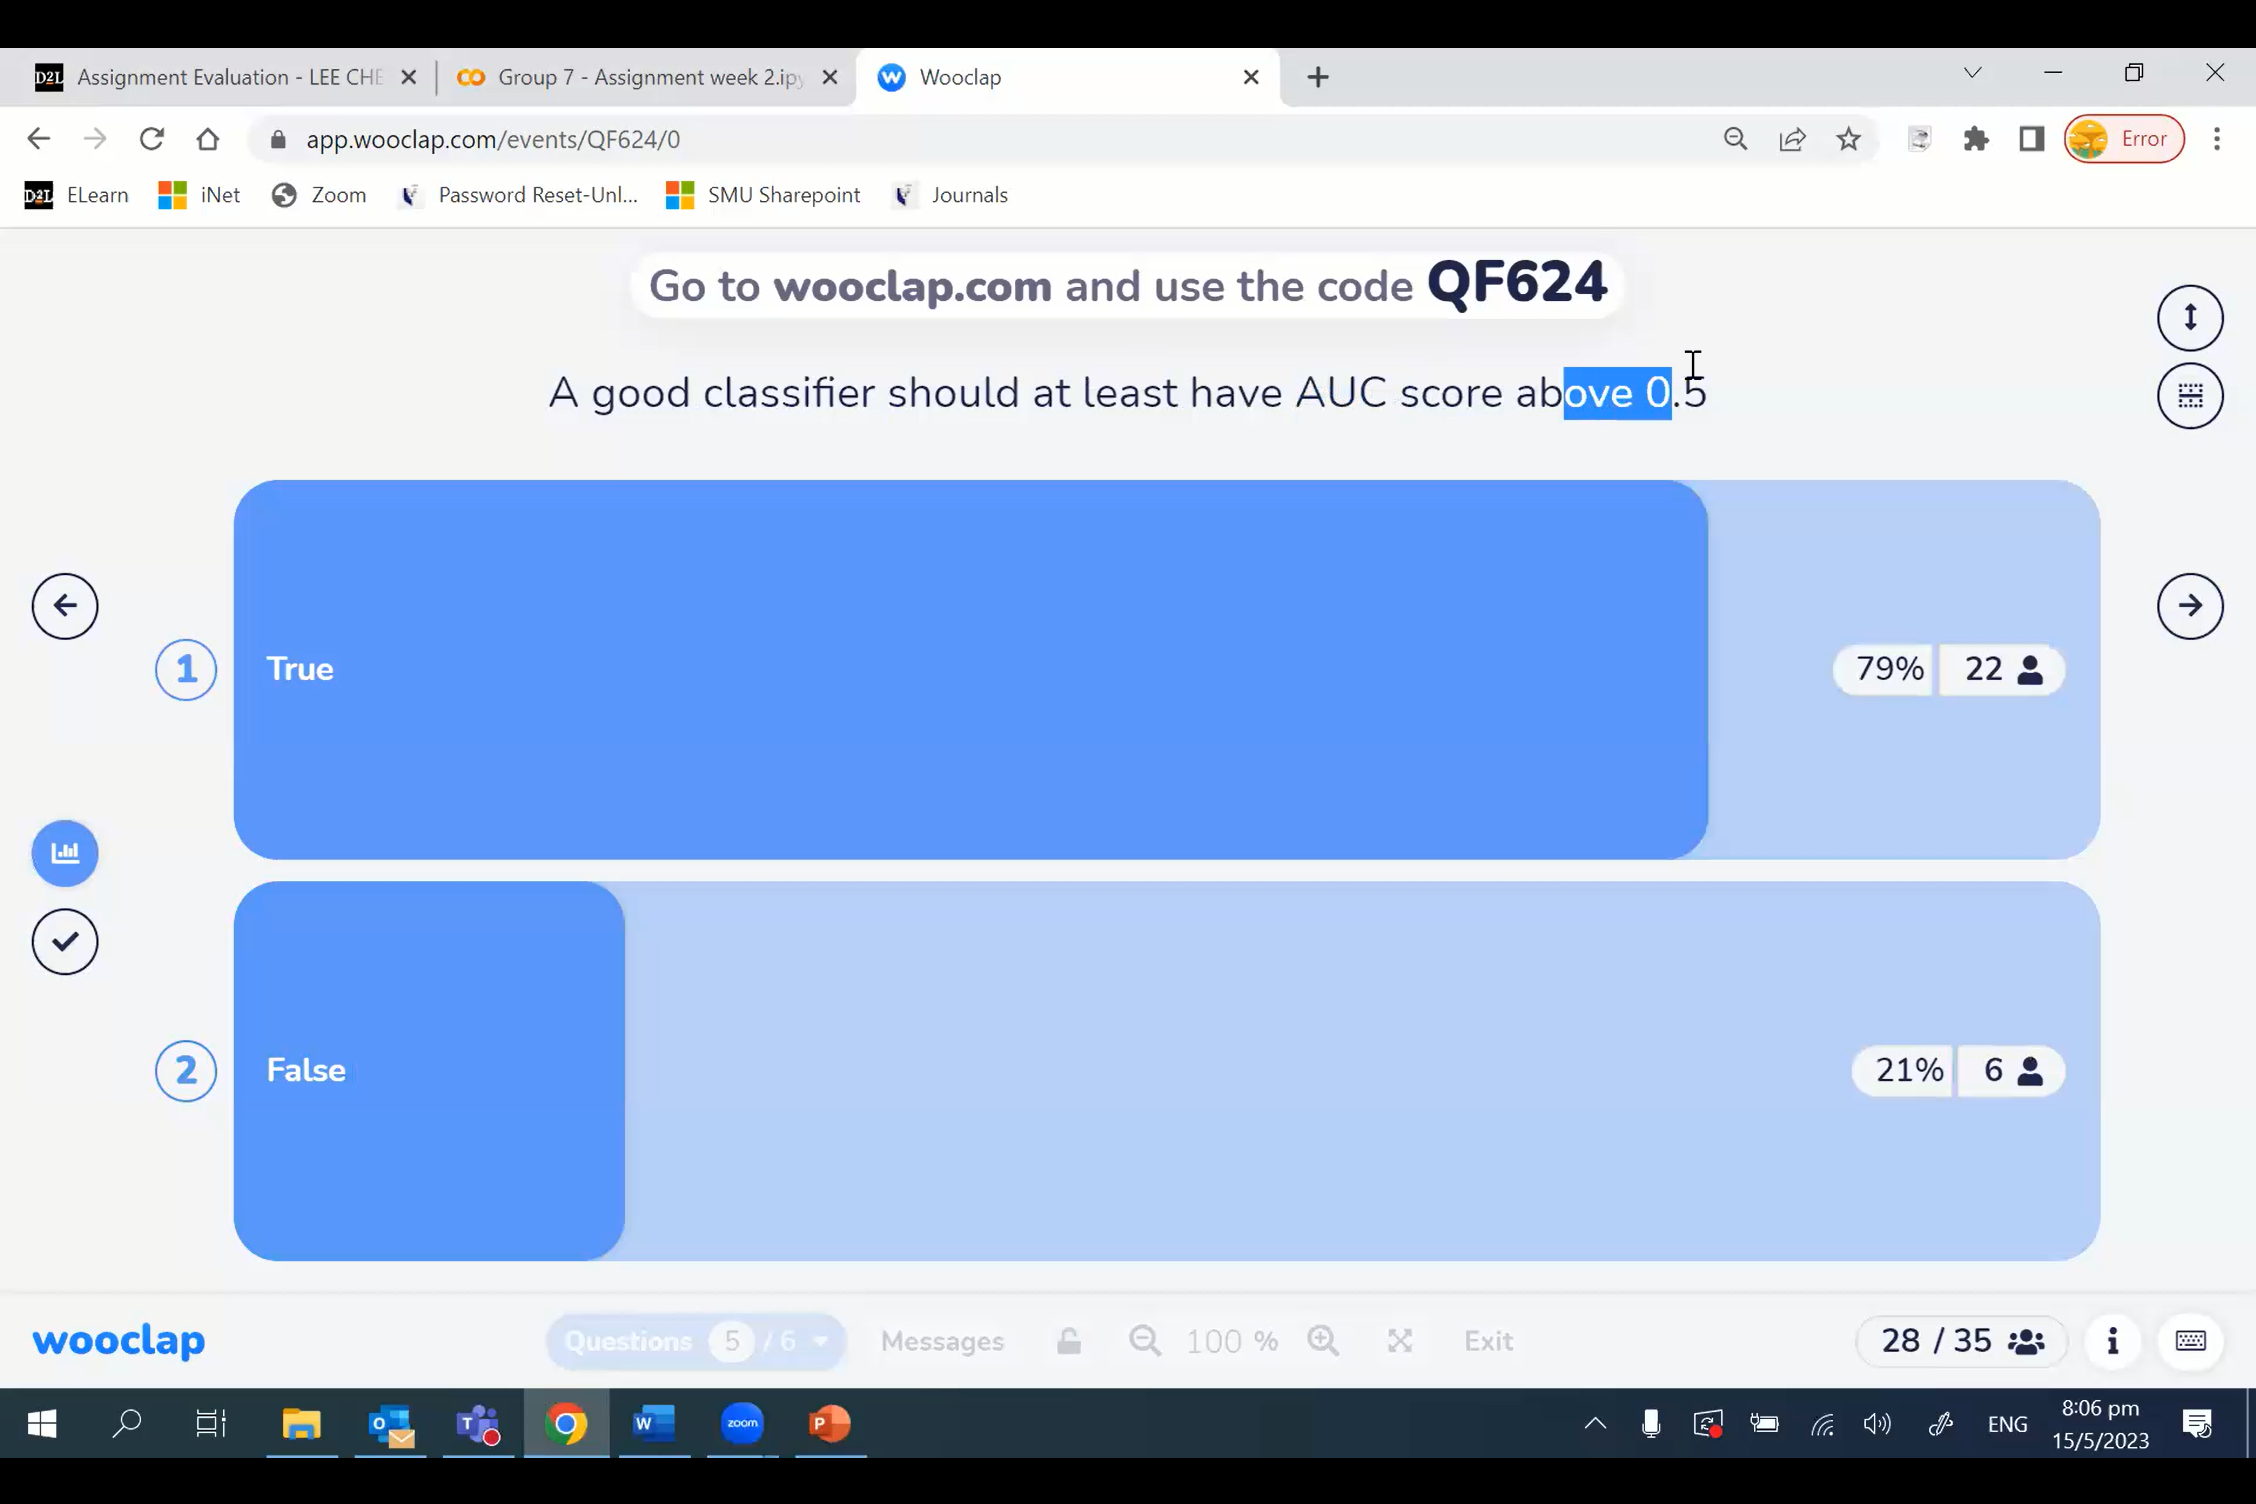 Assignment Evaluation - LEE CHE
Group 7 - Assignment week 2.ipy
Wooclap
app.wooclap.com/events/QF624/0
Error
D2L ELearn
iNet
Zoom
Password Reset-Unl...
SMU Sharepoint
Journals
Go to wooclap.com and use the code QF624
A good classifier should at least have AUC score above 0.5
1 True 79% 22
2 False 21% 6
wooclap
Questions 5 / 6
Messages
100 %
Exit
28 / 35
ENG
8:06 pm
15/5/2023